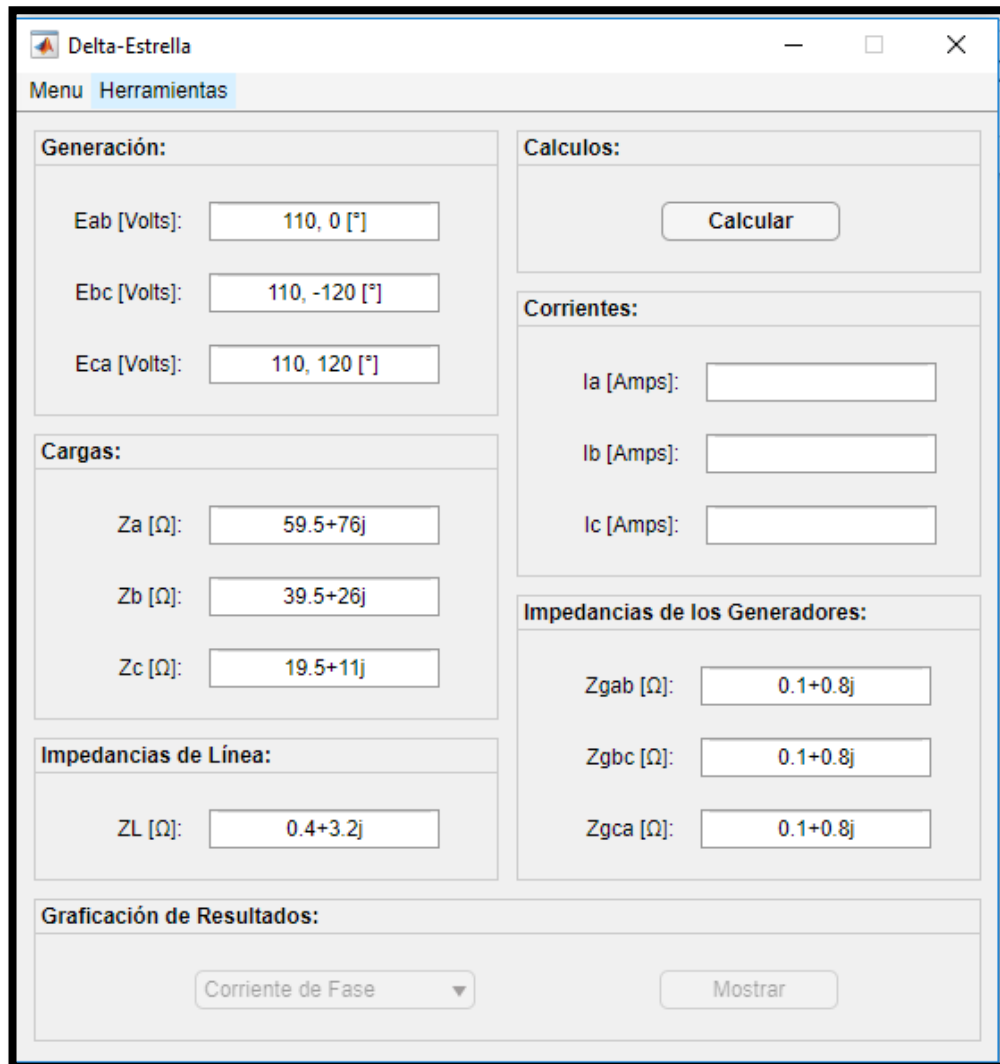 Delta-Estrella
Menu Herramientas
Generación:
Eab [Volts]: 110, 0 [°]
Ebc [Volts]: 110, -120 [°]
Eca [Volts]: 110, 120 [°]
Cargas:
Za [Ω]: 59.5+76j
Zb [Ω]: 39.5+26j
Zc [Ω]: 19.5+11j
Impedancias de Línea:
ZL [Ω]: 0.4+3.2j
Calculos:
Calcular
Corrientes:
Ia [Amps]:
Ib [Amps]:
Ic [Amps]:
Impedancias de los Generadores:
Zgab [Ω]: 0.1+0.8j
Zgbc [Ω]: 0.1+0.8j
Zgca [Ω]: 0.1+0.8j
Graficación de Resultados:
Corriente de Fase Mostrar